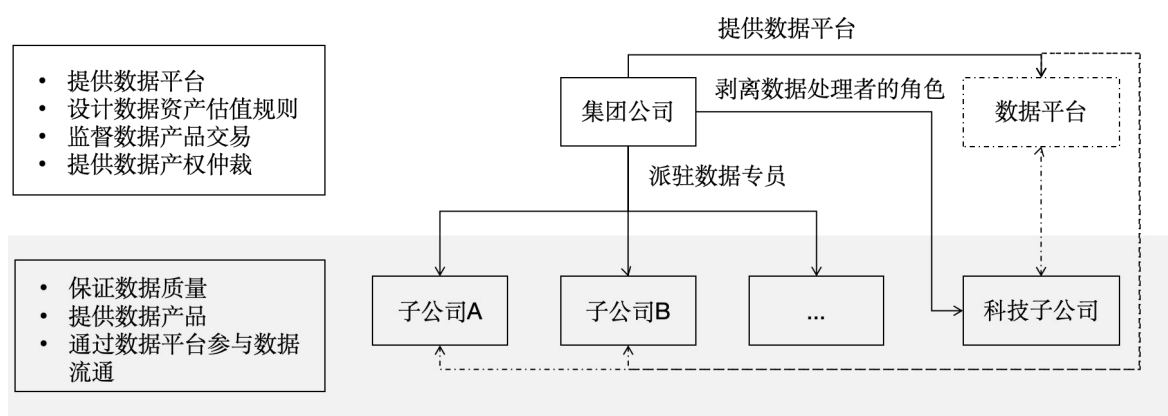 提供数据平台
• 提供数据平台
• 设计数据资产估值规则
• 监督数据产品交易
• 提供数据产权仲裁
集团公司
剥离数据处理者的角色
数据平台
派驻数据专员
• 保证数据质量
• 提供数据产品
• 通过数据平台参与数据
流通
子公司A
子公司B
...
科技子公司